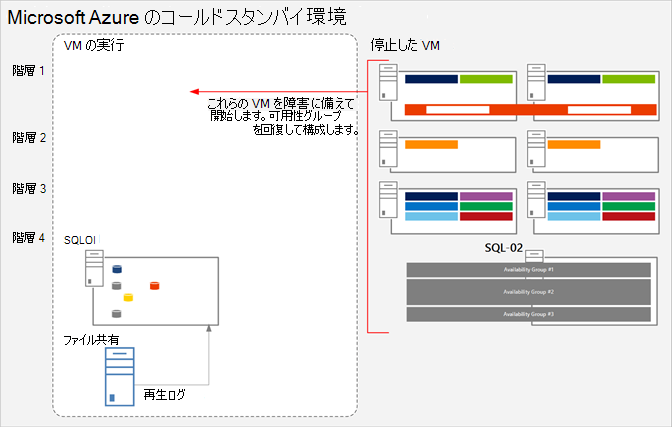 Microsoft Azure のコールドスタンバイ環境
VM の実行
停止した VM
階層 1
これらの VM を障害に備えて
開始します。可用性グループ
を回復して構成します。
階層 2
階層 3
階層 4
SQLOI
SQL-02
Availability Group #1
Availability Group #2
Availability Group #3
ファイル共有
再生ログ